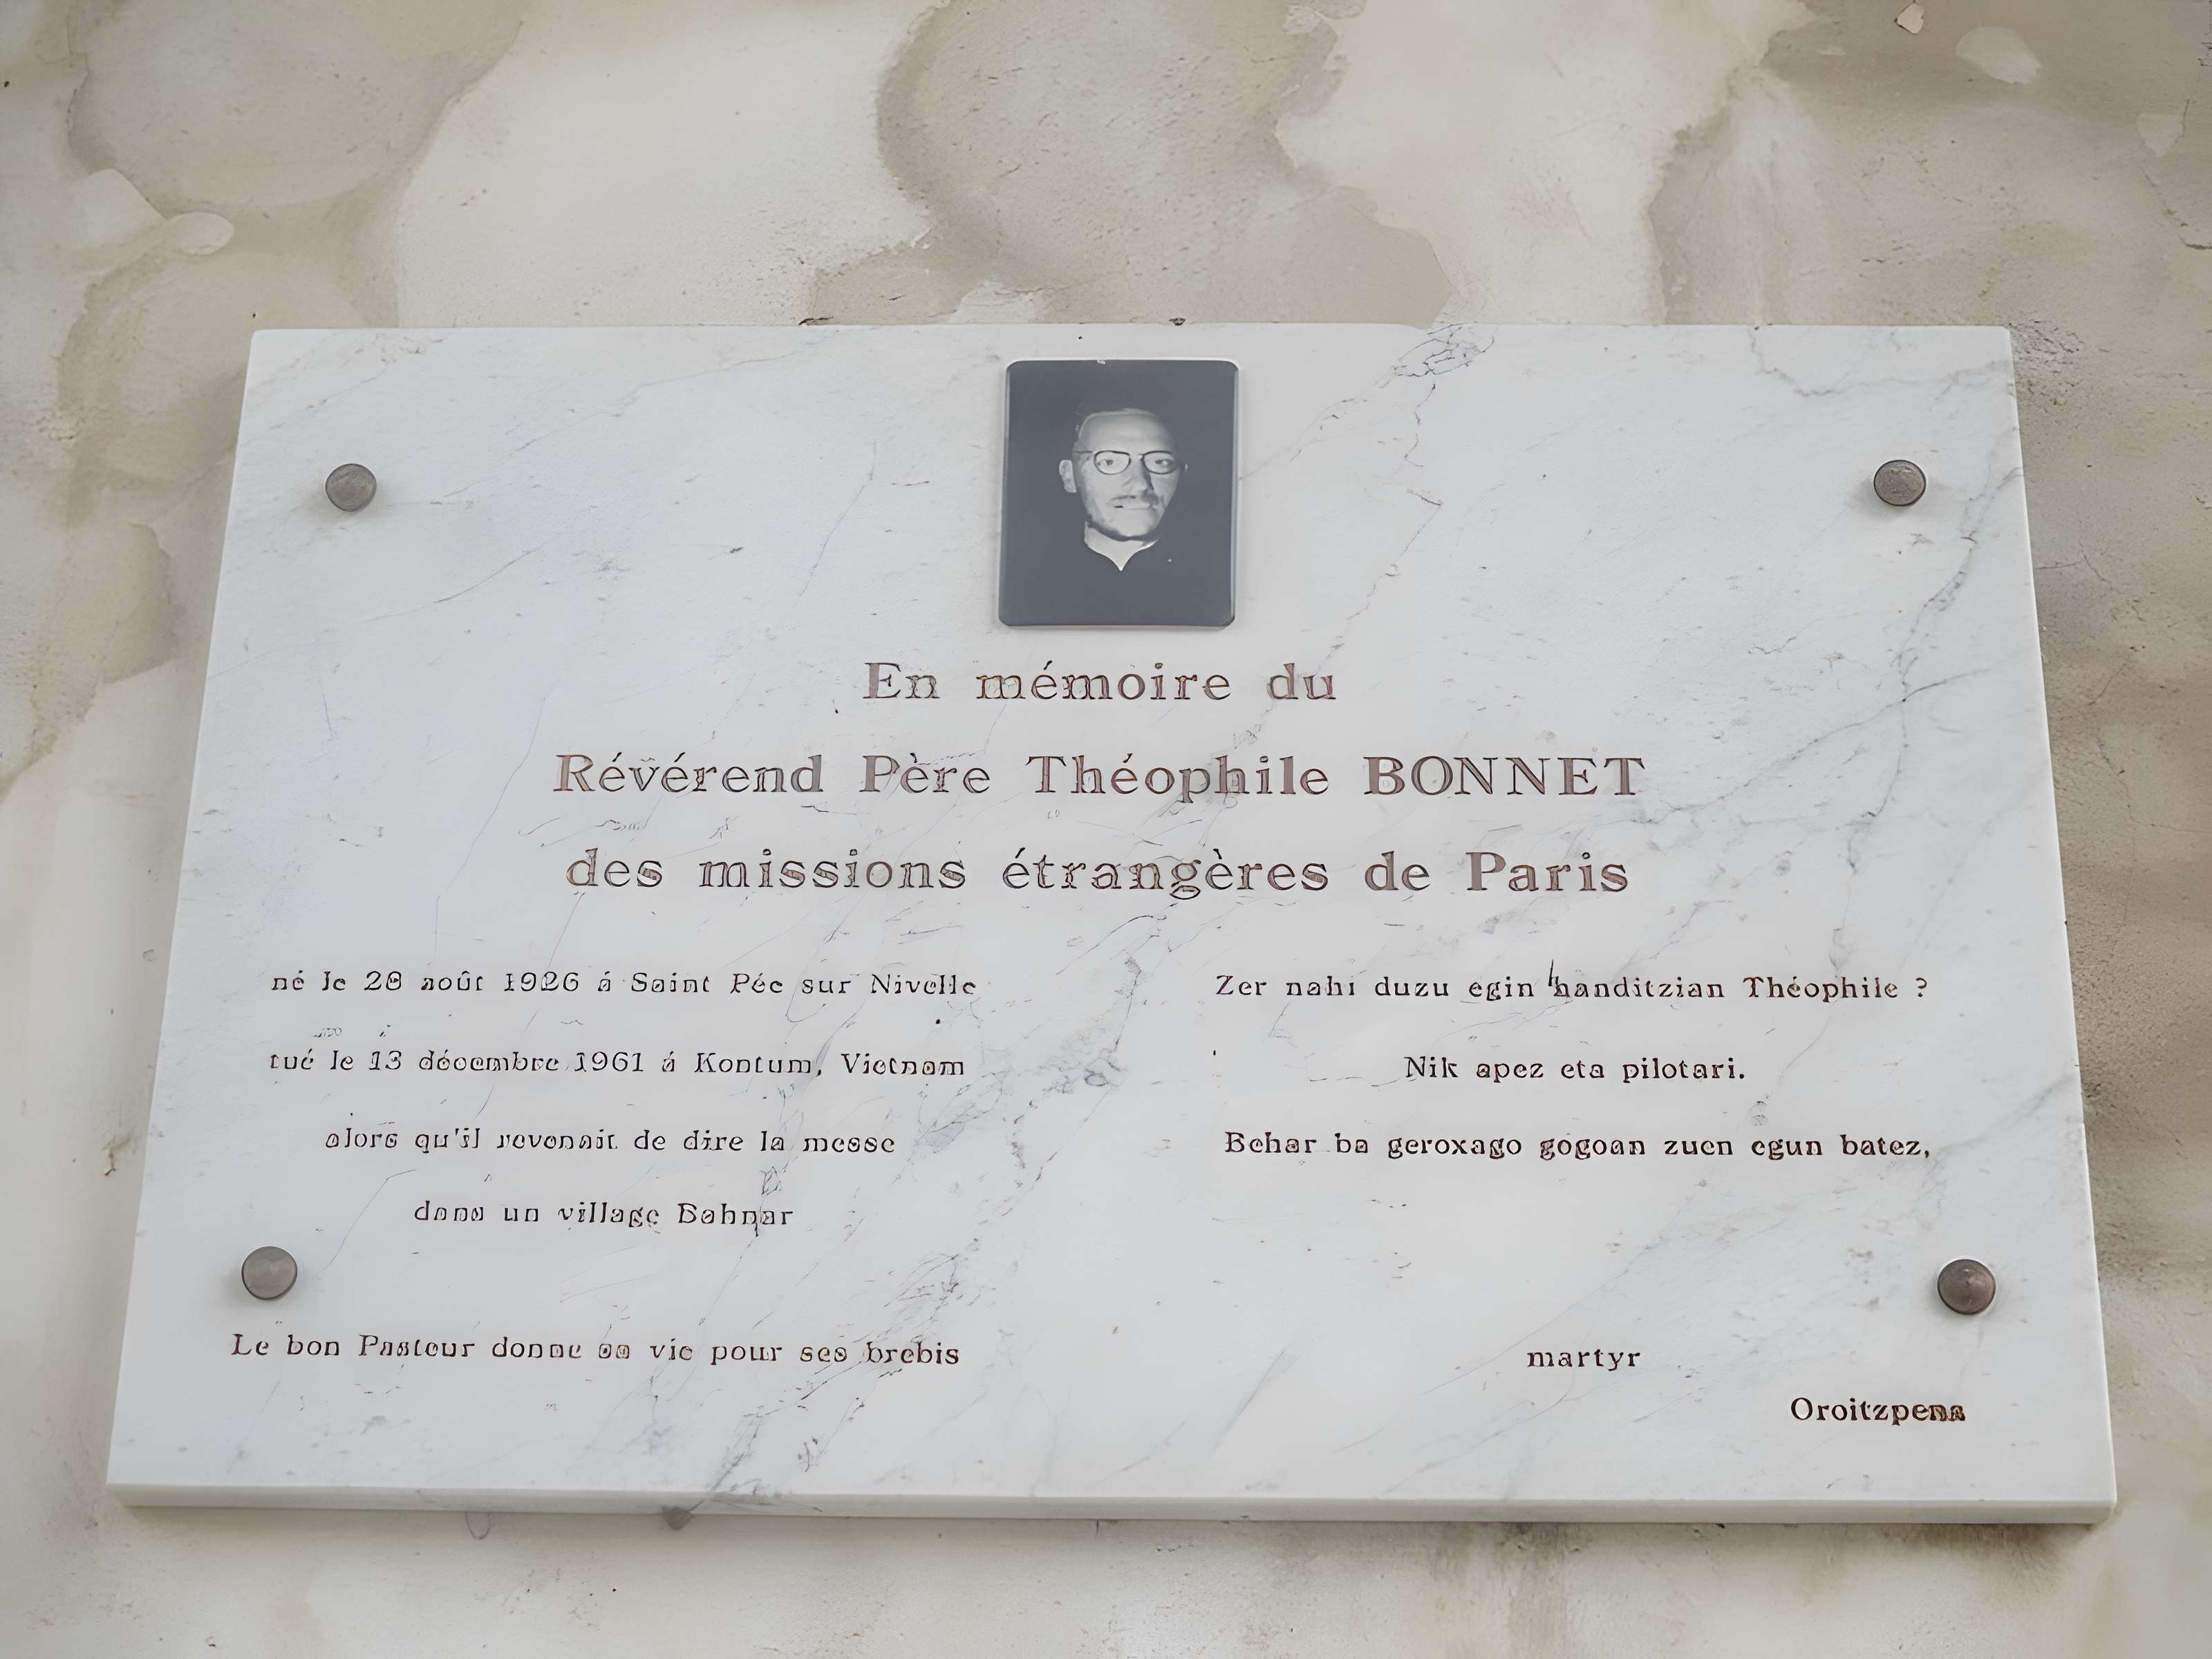 En mémoire du
Révérend Père Théophile BONNET
des missions étrangères de Paris
né le 28 août 1926 à Saint Pée sur Nivelle
tué le 13 décembre 1961 à Kontum, Vietnam
alors qu'il revenait de dire la messe
dans un village Bahnar
Le bon Pasteur donne sa vie pour ses brebis
Zer nahi duzu egin handitzian Théophile ?
Nik apez eta pilotari.
Behar ba geroxago gogoan zuen egun batez,
martyr
Oroitzpena